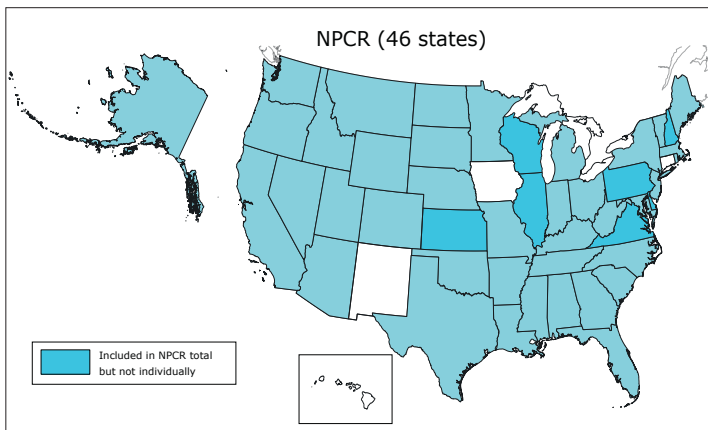 NPCR (46 states)
Included in NPCR total
but not individually